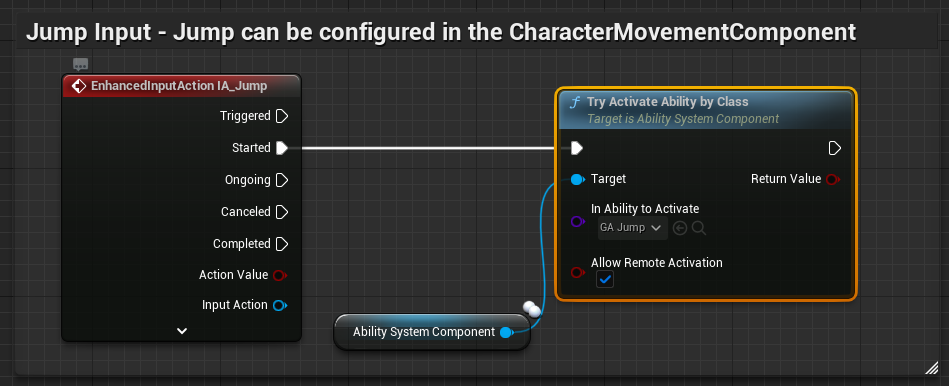 Jump Input - Jump can be configured in the CharacterMovementComponent
EnhancedInputAction IA_Jump
Triggered
Started
Ongoing
Canceled
Completed
Action Value
Input Action
Ability System Component
f Try Activate Ability by Class
Target is Ability System Component
Target
Return Value
In Ability to Activate
GA Jump
Allow Remote Activation